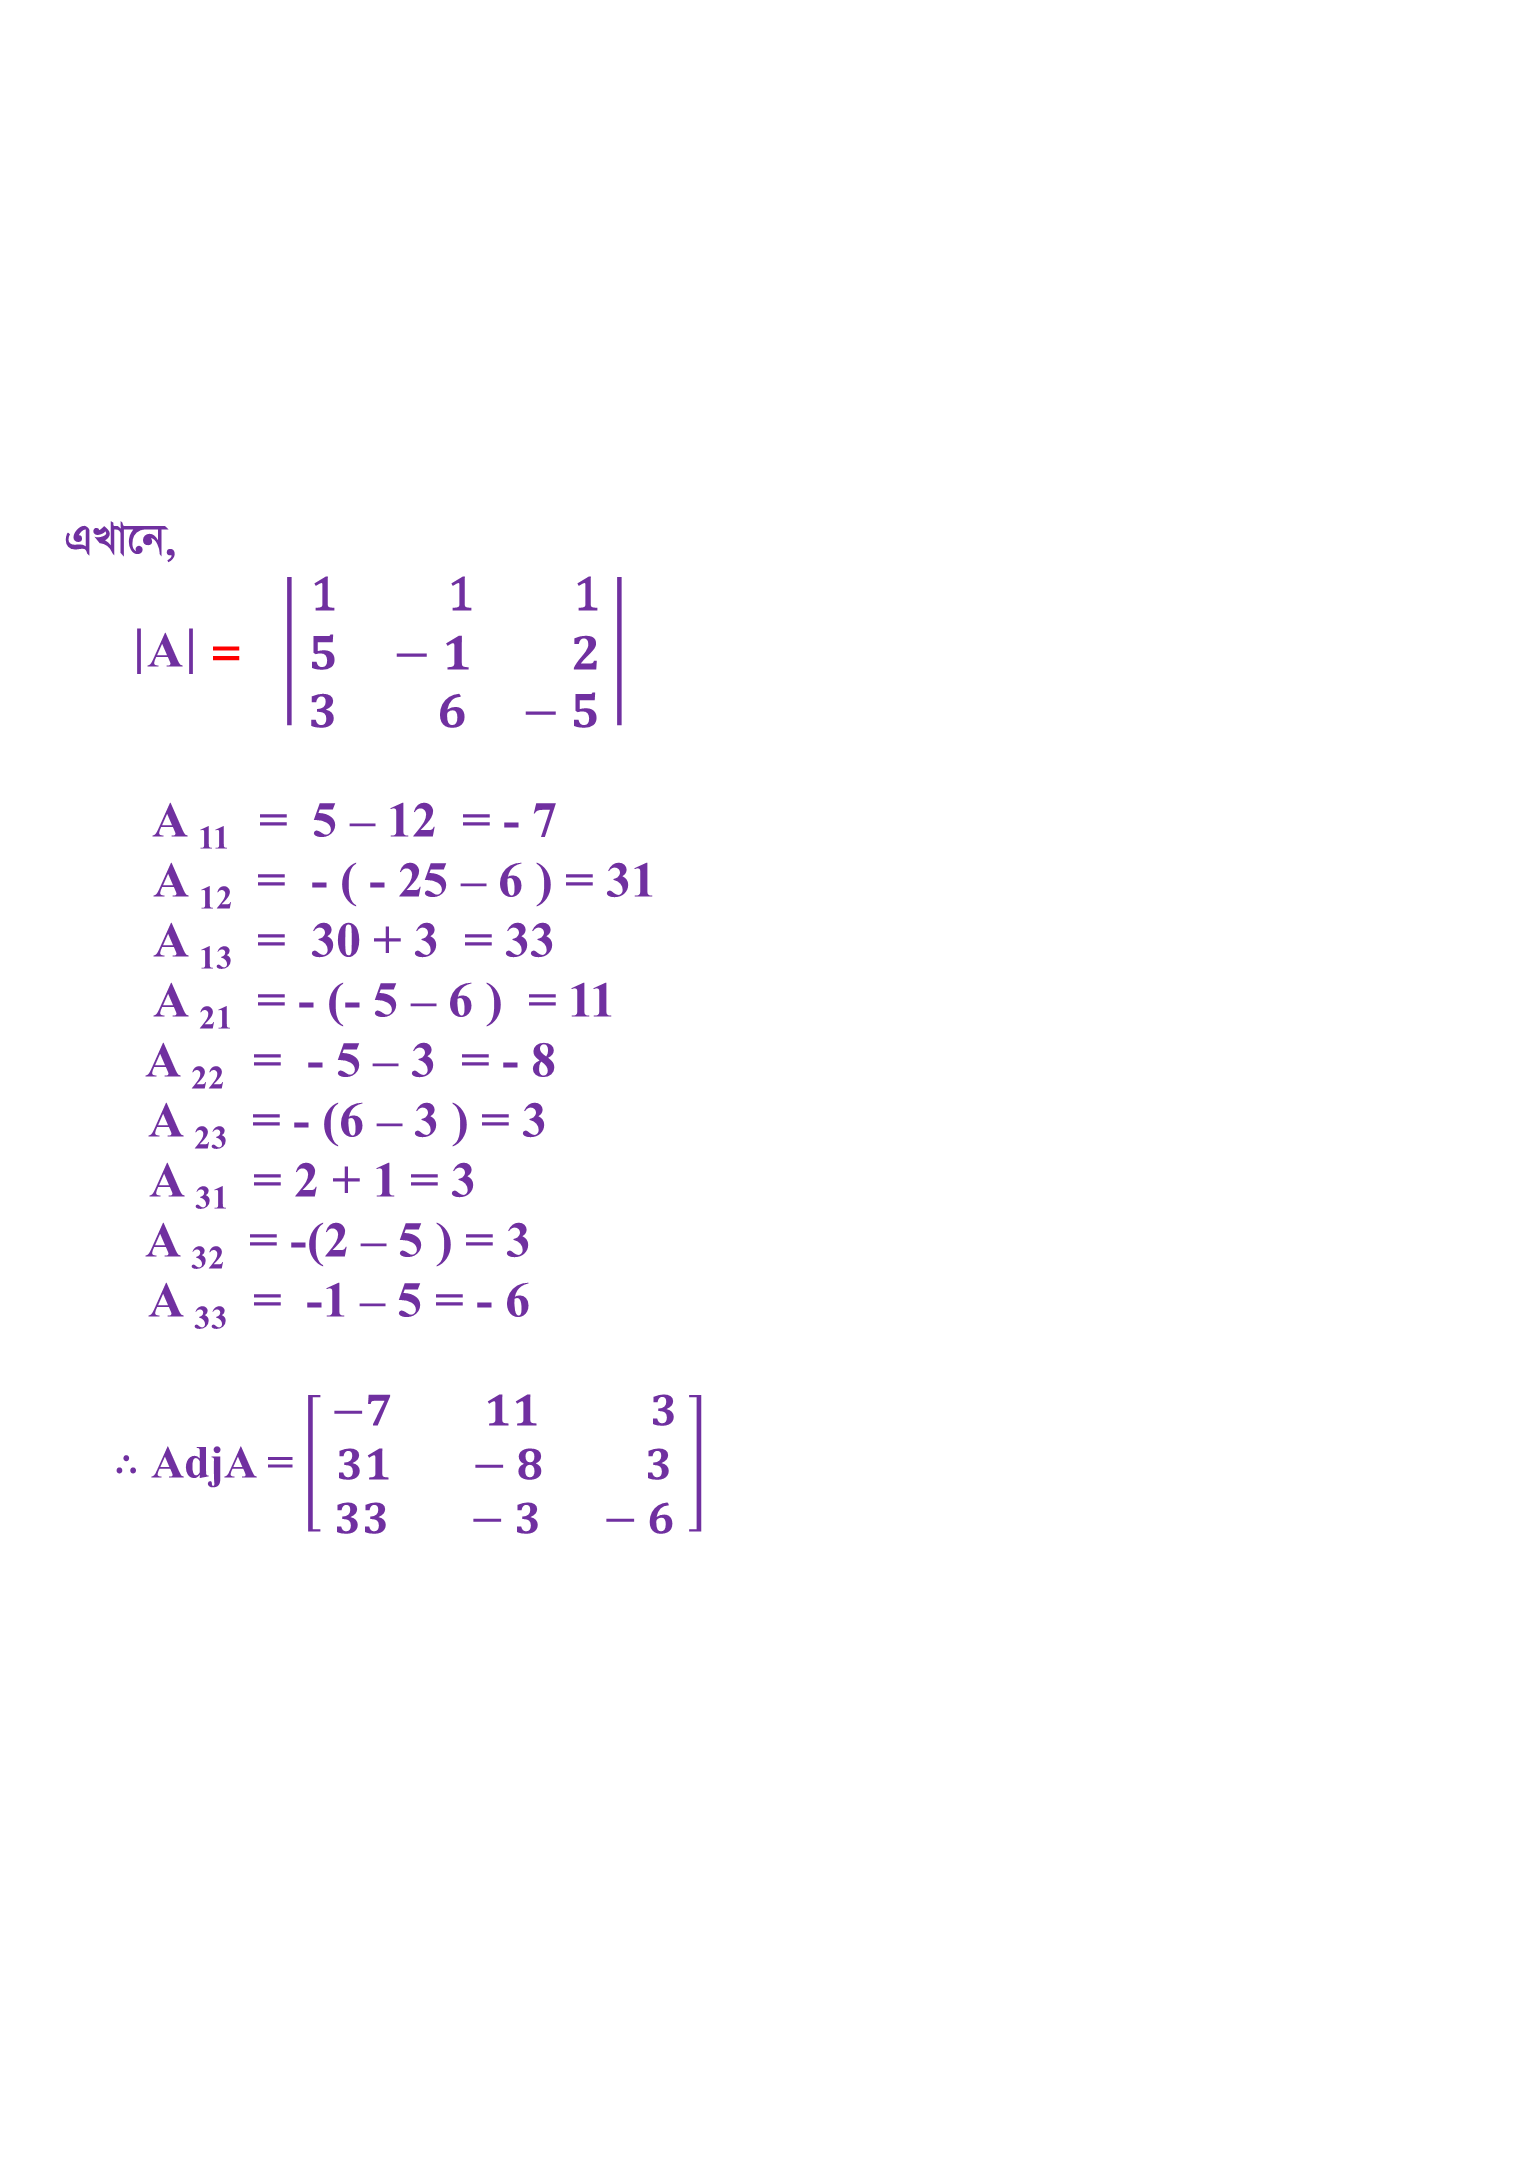 এখানে,
|A| =
| 1 1 1 |
| 5 − 1 2 |
| 3 6 − 5 |
A 11 = 5 – 12 = - 7
A 12 = - ( - 25 – 6 ) = 31
A 13 = 30 + 3 = 33
A 21 = - (- 5 – 6 ) = 11
A 22 = - 5 – 3 = - 8
A 23 = - (6 – 3 ) = 3
A 31 = 2 + 1 = 3
A 32 = -(2 – 5 ) = 3
A 33 = -1 – 5 = - 6
∴ AdjA =
[ −7 11 3 ]
[ 31 − 8 3 ]
[ 33 − 3 − 6 ]